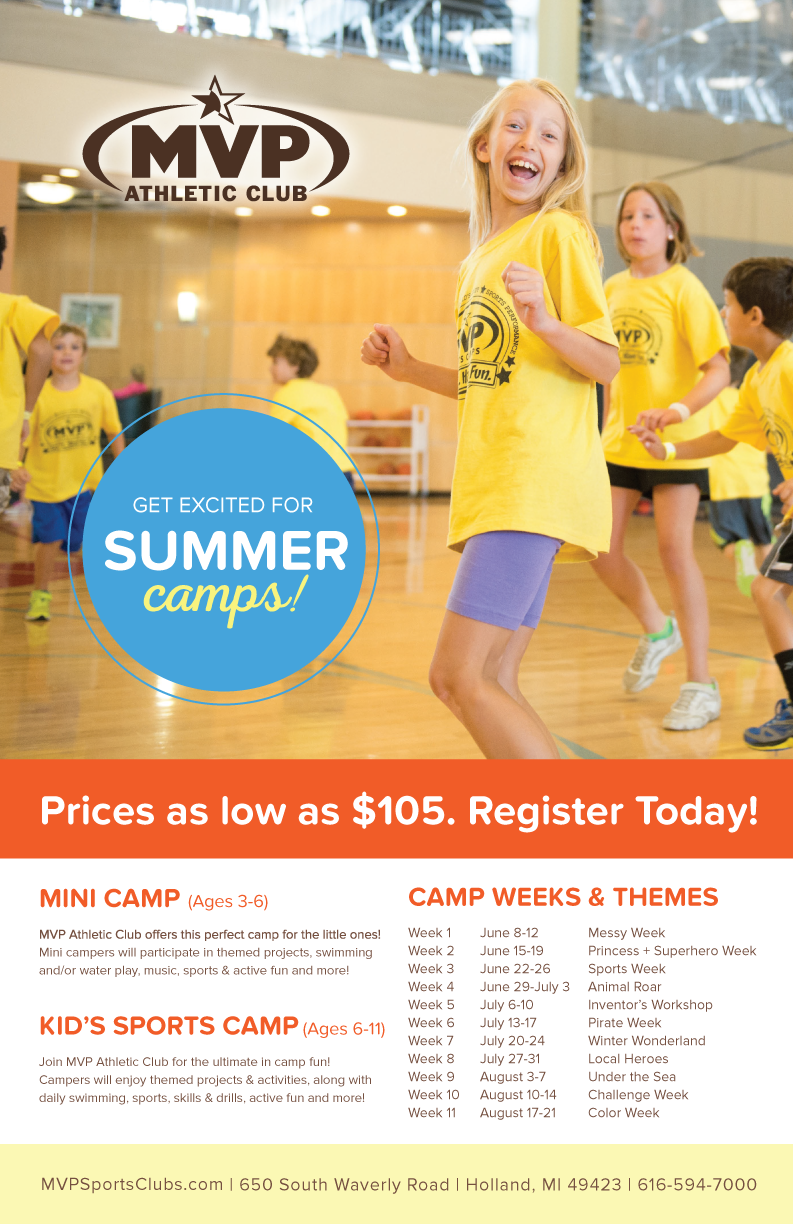 MVP
ATHLETIC CLUB
SPORTS PERFORMANCE
MVP
Fun.
MVP
MVP
GET EXCITED FOR
SUMMER
camps!
Prices as low as $105. Register Today!
MINI CAMP (Ages 3-6)
MVP Athletic Club offers this perfect camp for the little ones!
Mini campers will participate in themed projects, swimming
and/or water play, music, sports & active fun and more!
KID'S SPORTS CAMP (Ages 6-11)
Join MVP Athletic Club for the ultimate in camp fun!
Campers will enjoy themed projects & activities, along with
daily swimming, sports, skills & drills, active fun and more!
CAMP WEEKS & THEMES
Week 1 June 8-12 Messy Week
Week 2 June 15-19 Princess + Superhero Week
Week 3 June 22-26 Sports Week
Week 4 June 29-July 3 Animal Roar
Week 5 July 6-10 Inventor's Workshop
Week 6 July 13-17 Pirate Week
Week 7 July 20-24 Winter Wonderland
Week 8 July 27-31 Local Heroes
Week 9 August 3-7 Under the Sea
Week 10 August 10-14 Challenge Week
Week 11 August 17-21 Color Week
MVPSportsClubs.com | 650 South Waverly Road | Holland, MI 49423 | 616-594-7000